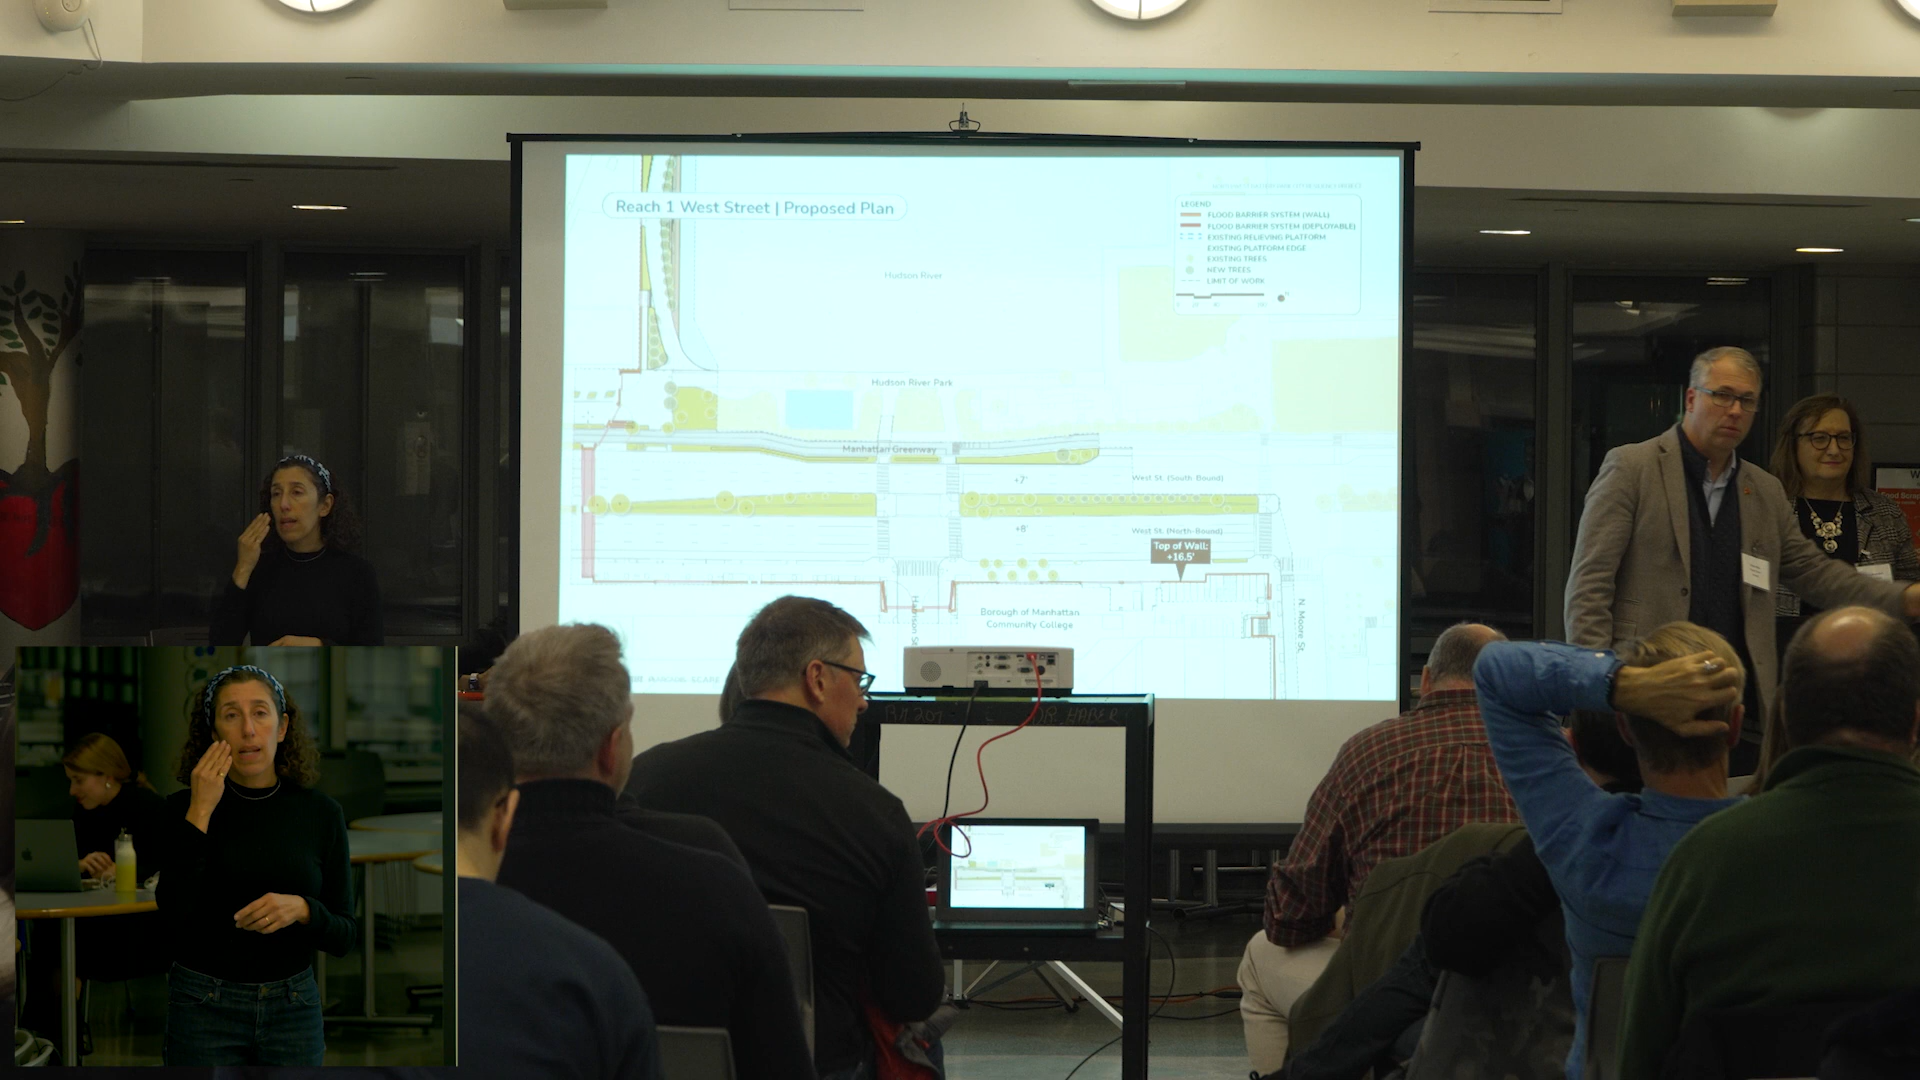 Reach 1 West Street | Proposed Plan
LEGEND
FLOOD BARRIER SYSTEM (WALL)
FLOOD BARRIER SYSTEM (DEPLOYABLE)
EXISTING RELIEVING PLATFORM
EXISTING PLATFORM EDGE
EXISTING TREES
NEW TREES
LIMIT OF WORK
Hudson River
Hudson River Park
Manhattan Greenway
+7'
West St. (South-Bound)
+8'
West St. (North-Bound)
Top of Wall:
+16.5'
Borough of Manhattan
Community College
N. Moore St.